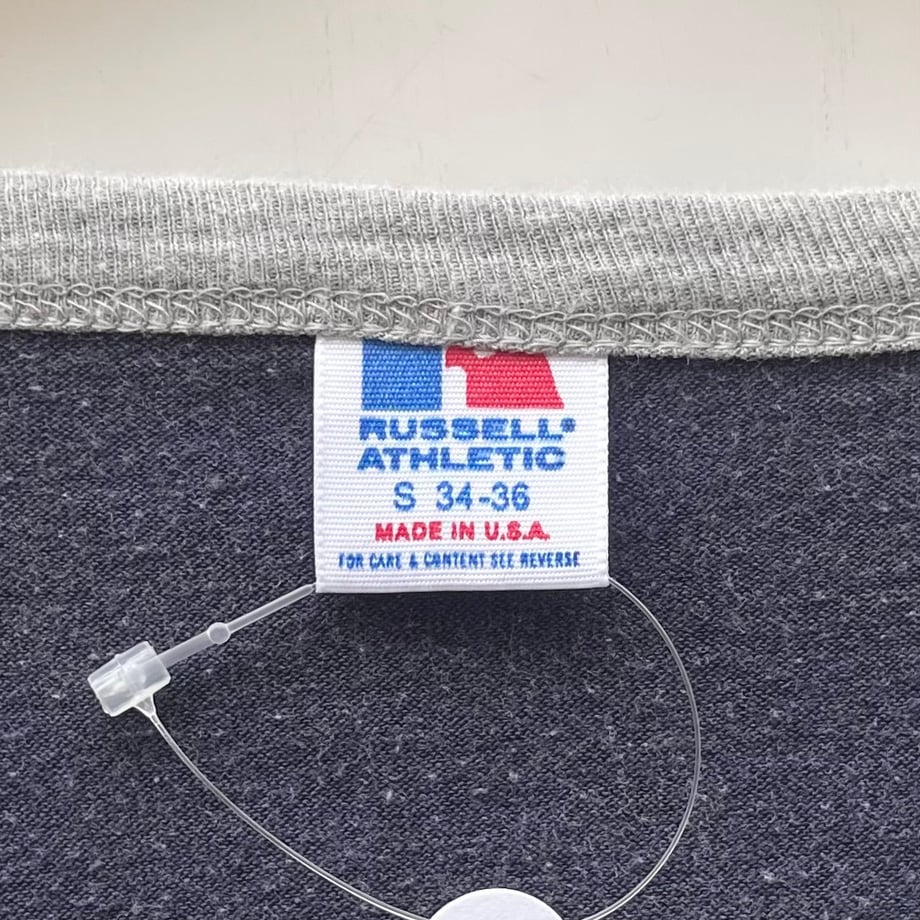 RUSSELL®
ATHLETIC
S 34-36
MADE IN U.S.A.
FOR CARE & CONTENT SEE REVERSE